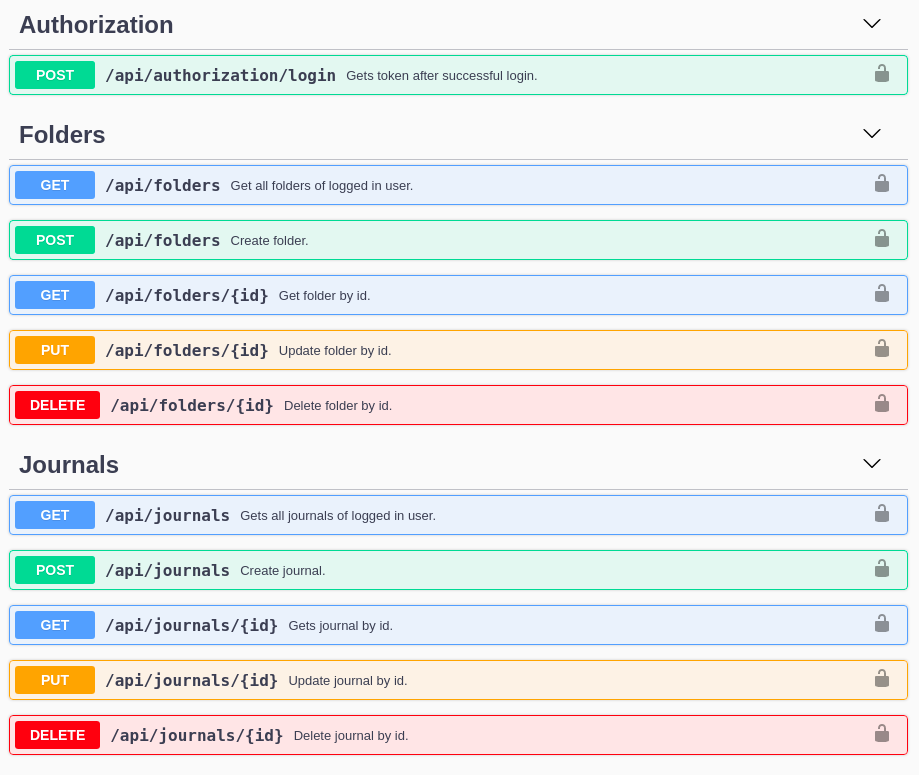 Authorization
POST /api/authorization/login Gets token after successful login.
Folders
GET /api/folders Get all folders of logged in user.
POST /api/folders Create folder.
GET /api/folders/{id} Get folder by id.
PUT /api/folders/{id} Update folder by id.
DELETE /api/folders/{id} Delete folder by id.
Journals
GET /api/journals Gets all journals of logged in user.
POST /api/journals Create journal.
GET /api/journals/{id} Gets journal by id.
PUT /api/journals/{id} Update journal by id.
DELETE /api/journals/{id} Delete journal by id.